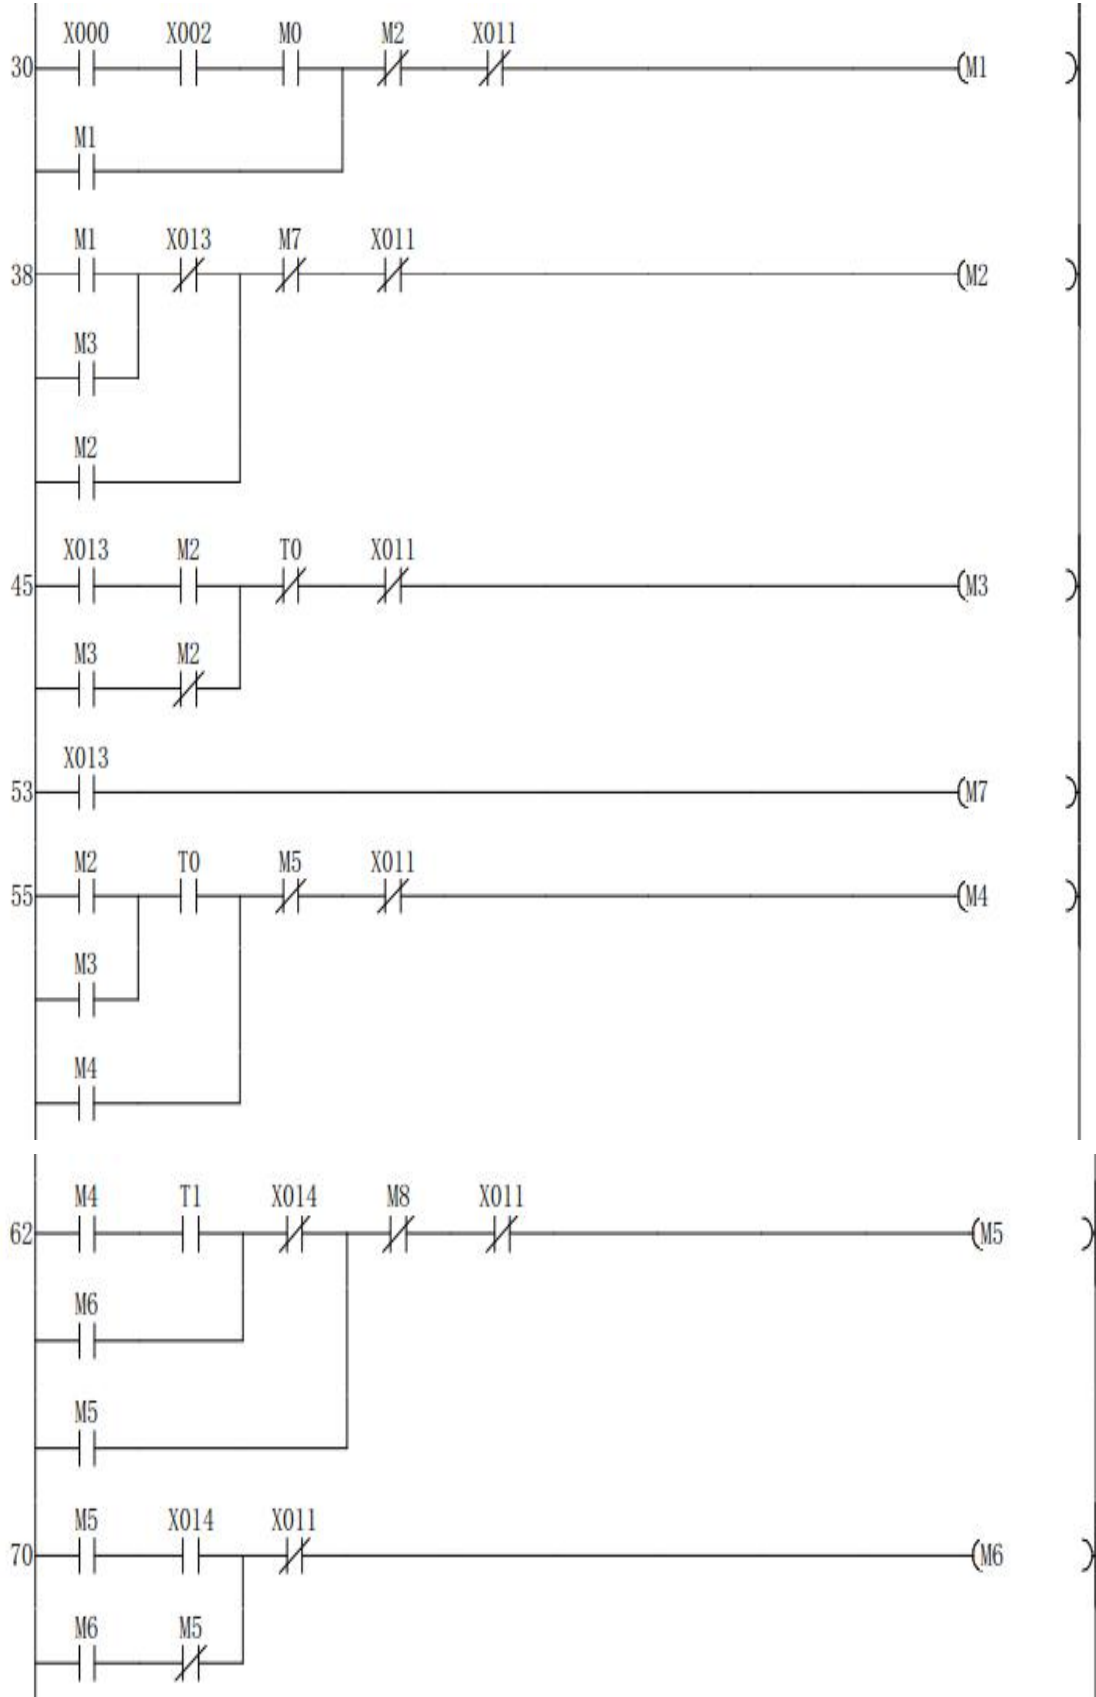 X000 X002 M0 M2 X011
30 (M1 )
M1
M1 X013 M7 X011
38 (M2 )
M3
M2
X013 M2 T0 X011
45 (M3 )
M3 M2
X013
53 (M7 )
M2 T0 M5 X011
55 (M4 )
M3
M4
M4 T1 X014 M8 X011
62 (M5 )
M6
M5
M5 X014 X011
70 (M6 )
M6 M5